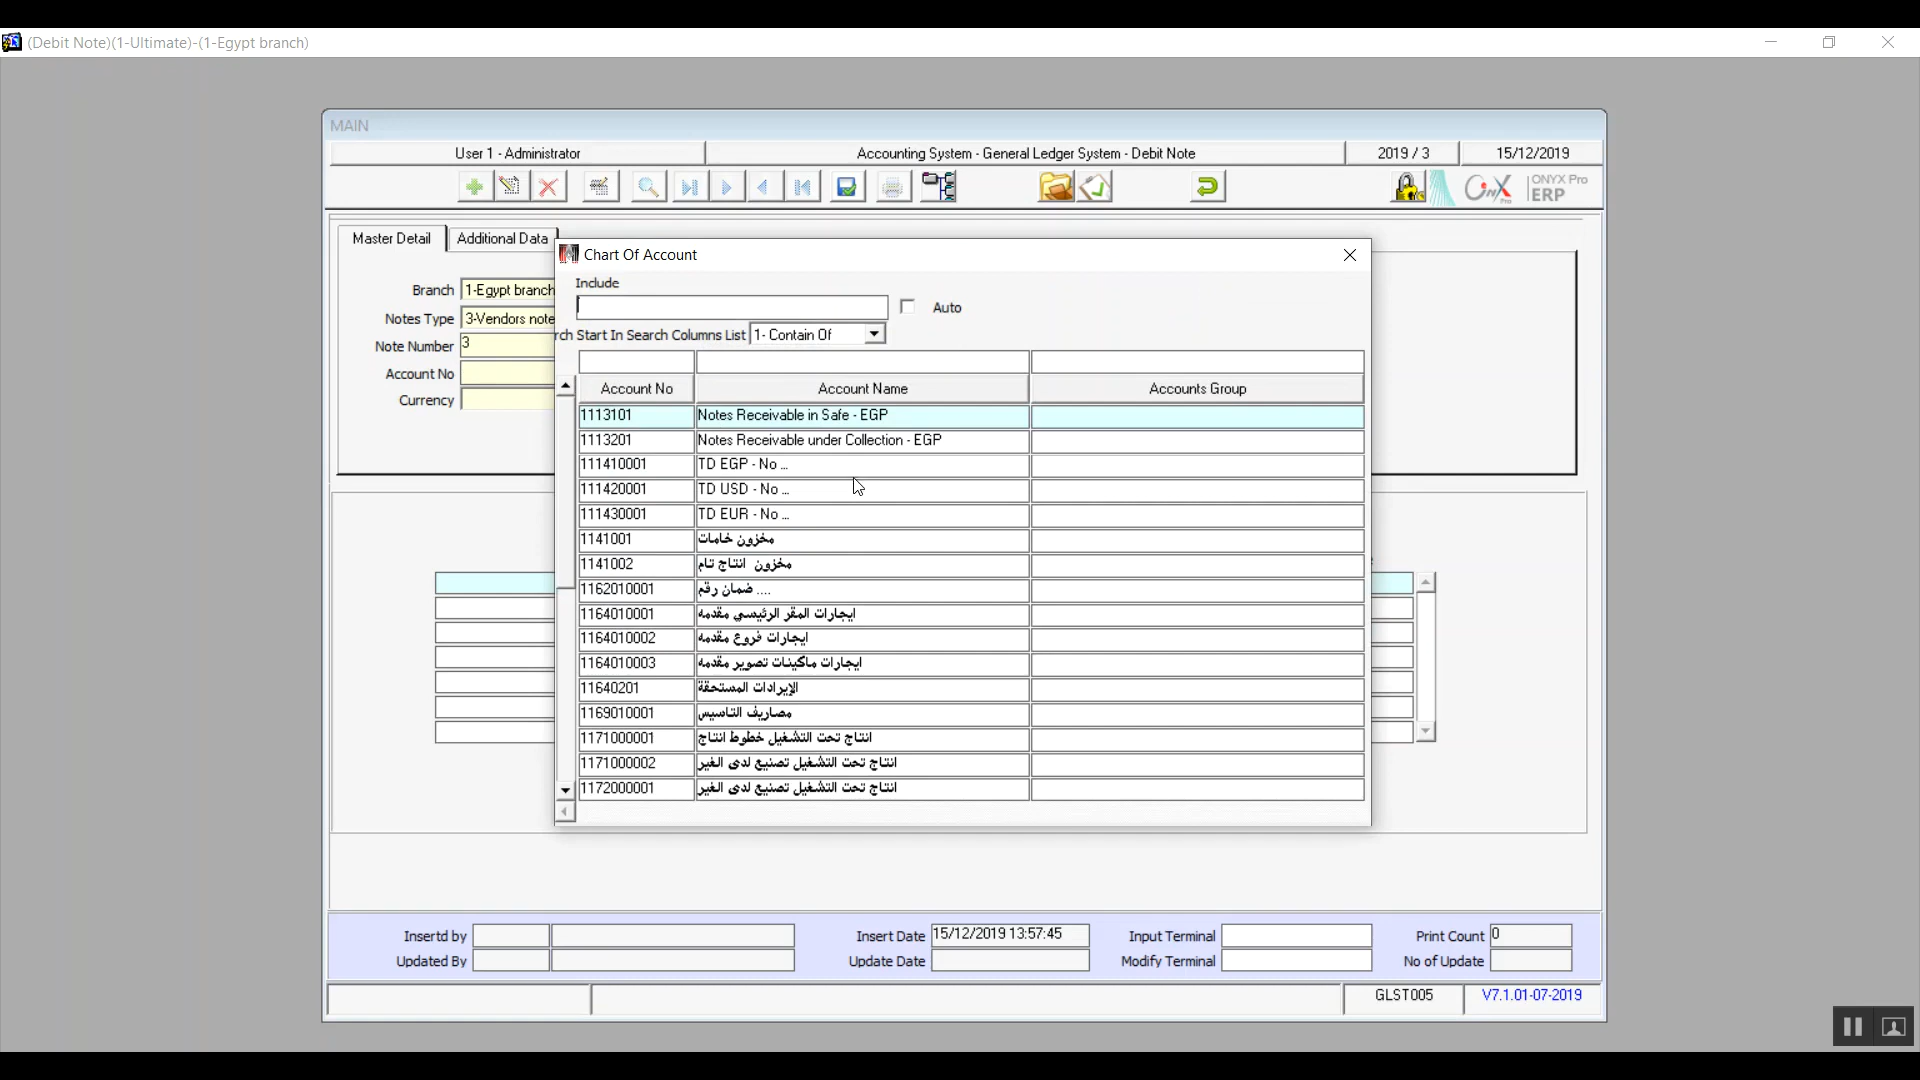 (Debit Note)(1-Ultimate)-(1-Egypt branch)
MAIN
User 1 - Administrator
Accounting System - General Ledger System - Debit Note
2019 / 3
15/12/2019
ONYX Pro
ERP
Master Detail
Additional Data
Branch 1-Egypt branch
Notes Type 3-Vendors note
Note Number 3
Account No
Currency
Chart Of Account
Include
Auto
rch Start In Search Columns List 1- Contain Of
Account No Account Name Accounts Group
1113101 Notes Receivable in Safe - EGP
1113201 Notes Receivable under Collection - EGP
111410001 TD EGP - No ...
111420001 TD USD - No ...
111430001 TD EUR - No ...
1141001 مخزون خامات
1141002 مخزون انتاج تام
1162010001 ضمان رقم ....
1164010001 ايجارات المقر الرئيسي مقدمه
1164010002 ايجارات فروع مقدمه
1164010003 ايجارات ماكينات تصوير مقدمه
11640201 الإيرادات المستحقة
1169010001 مصاريف التاسيس
1171000001 انتاج تحت التشغيل خطوط انتاج
1171000002 انتاج تحت التشغيل تصنيع لدى الغير
1172000001 انتاج تحت التشغيل تصنيع لدى الغير
Insertd by
Insert Date 15/12/2019 13:57:45
Input Terminal
Print Count 0
Updated By
Update Date
Modify Terminal
No of Update
GLST005
V7.1.01-07-2019